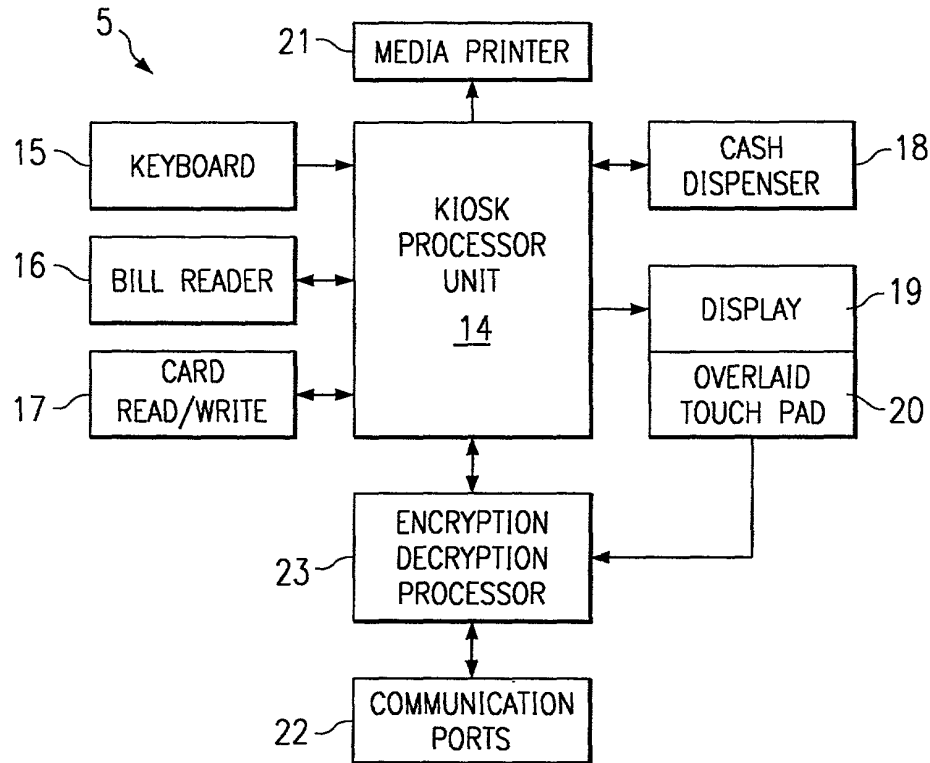 5
21
MEDIA PRINTER
15
KEYBOARD
16
BILL READER
17
CARD
READ/WRITE
KIOSK
PROCESSOR
UNIT
14
CASH
DISPENSER
18
DISPLAY
19
OVERLAID
TOUCH PAD
20
23
ENCRYPTION
DECRYPTION
PROCESSOR
22
COMMUNICATION
PORTS